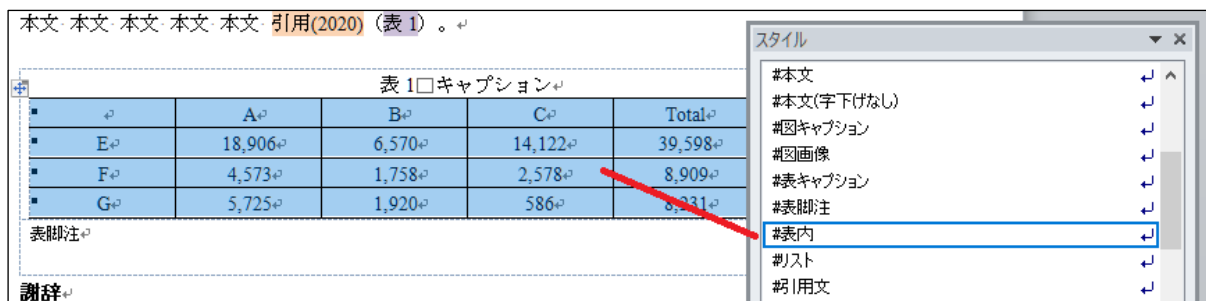 本文 本文 本文 本文 本文 引用(2020)（表 1）。
表 1□キャプション
A B C Total
E 18,906 6,570 14,122 39,598
F 4,573 1,758 2,578 8,909
G 5,725 1,920 586 8,231
表脚注
謝辞
スタイル
#本文
#本文(字下げなし)
#図キャプション
#図画像
#表キャプション
#表脚注
#表内
#リスト
#引用文